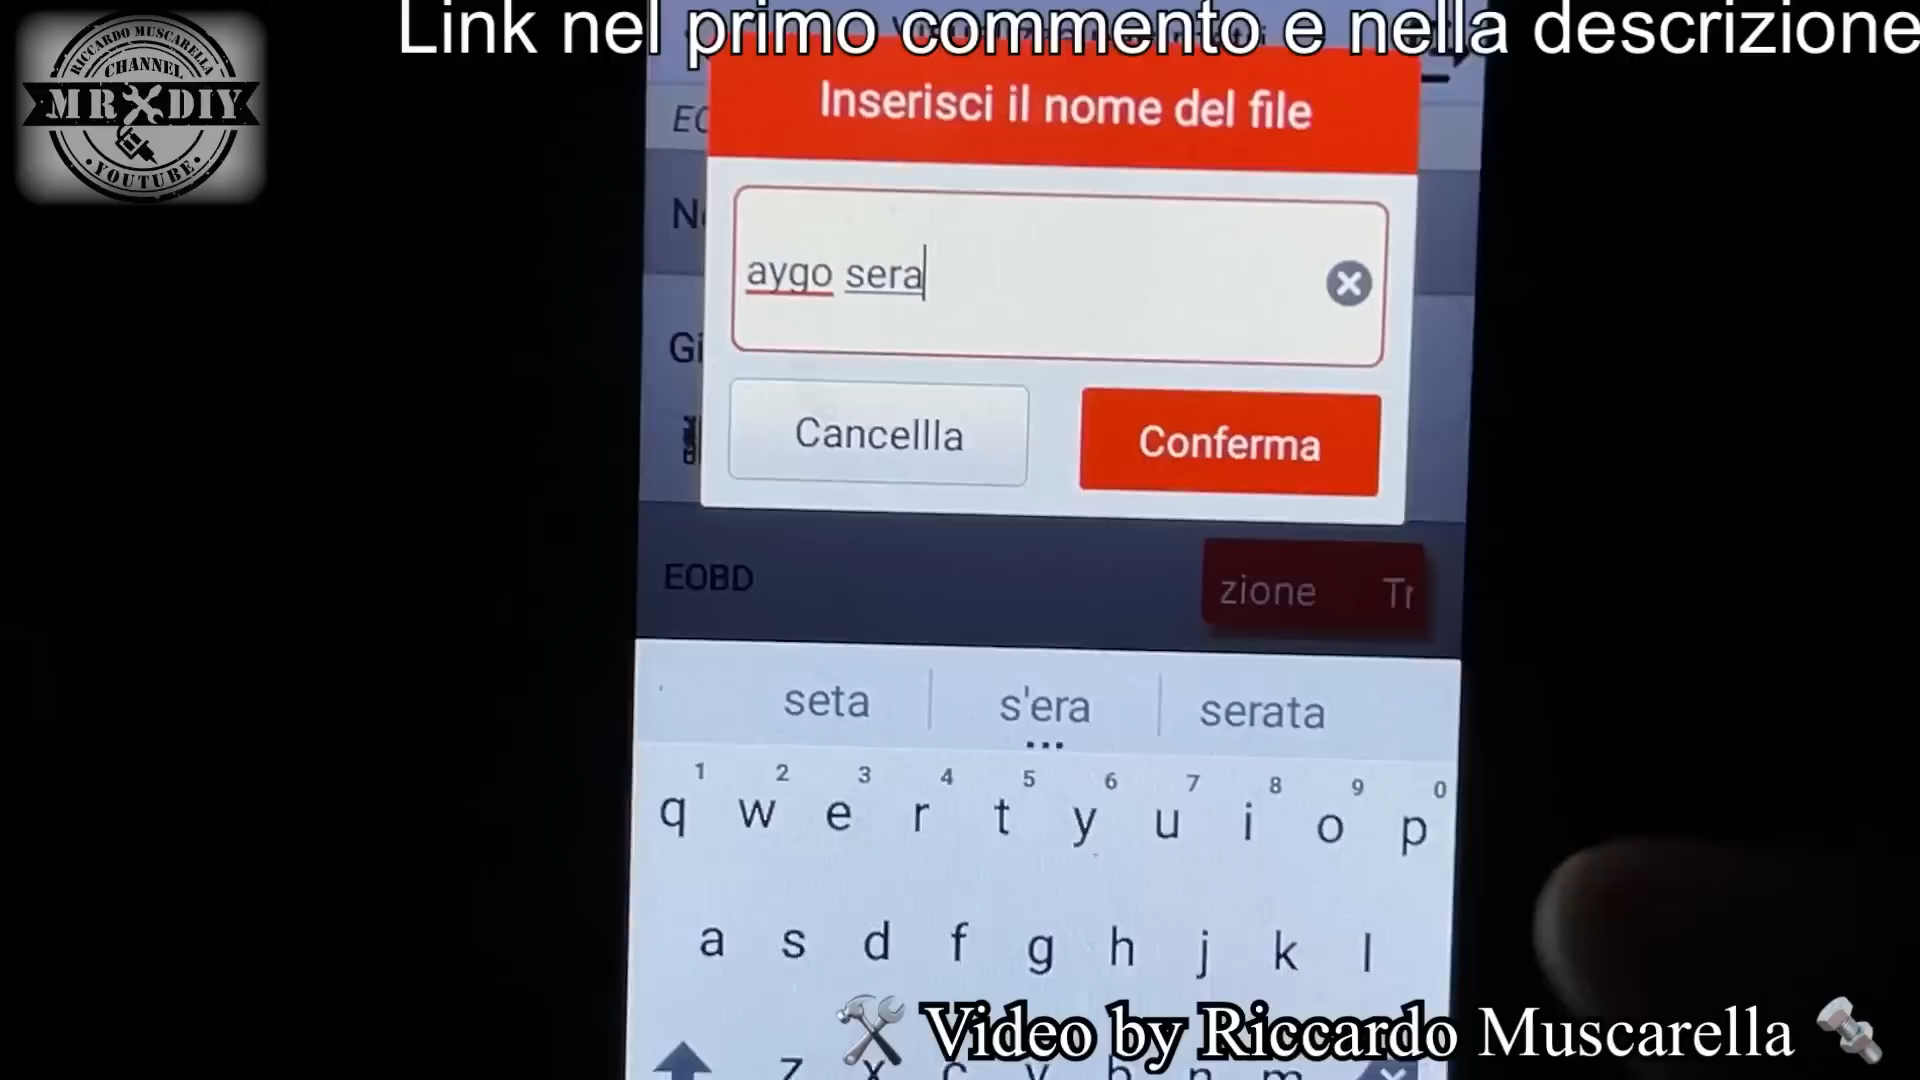 Link nel primo commento e nella descrizione
RICCARDO MUSCARELLA
CHANNEL
MR DIY
YOUTUBE
Inserisci il nome del file
aygo sera
Cancellla
Conferma
EOBD
zione Tr
seta s'era serata
1 2 3 4 5 6 7 8 9 0
q w e r t y u i o p
a s d f g h j k l
z x c v b n m
Video by Riccardo Muscarella